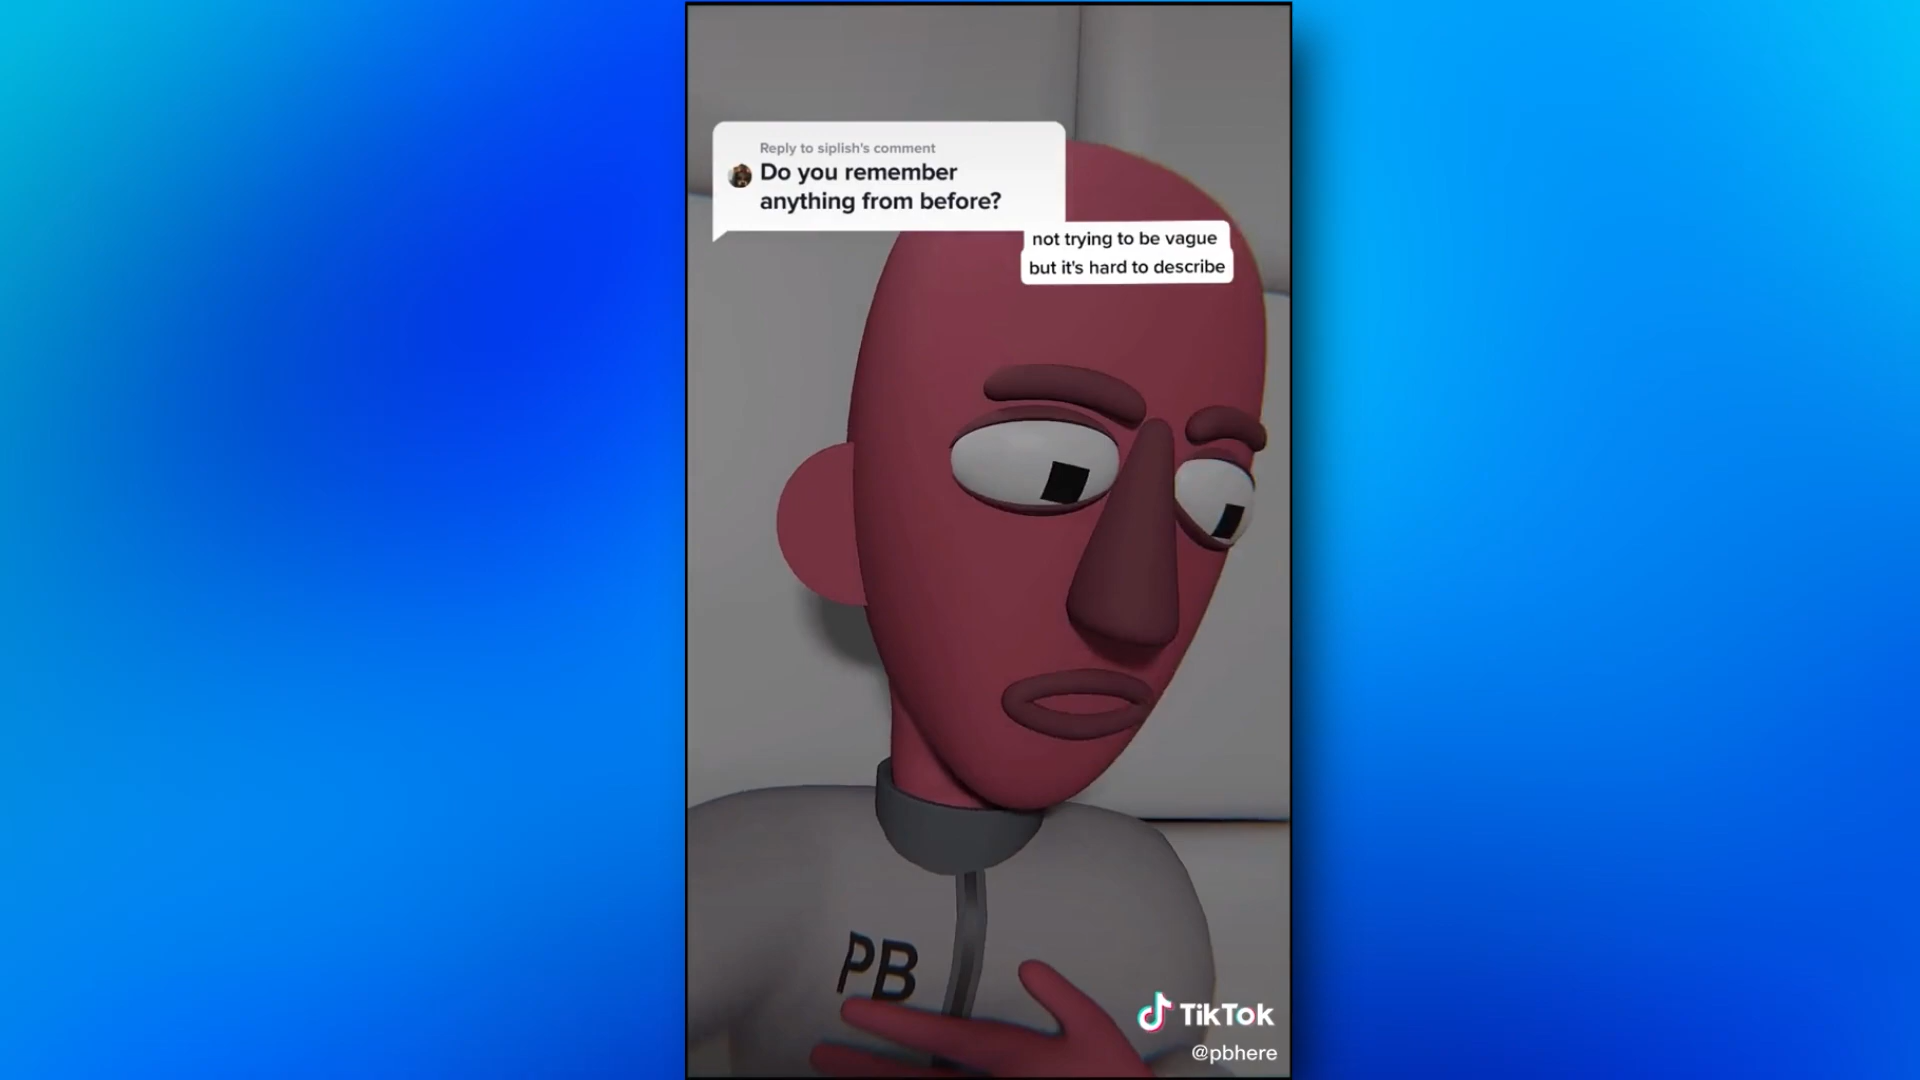 Reply to siplish's comment
Do you remember
anything from before?
not trying to be vague
but it's hard to describe
PB
TikTok
@pbhere